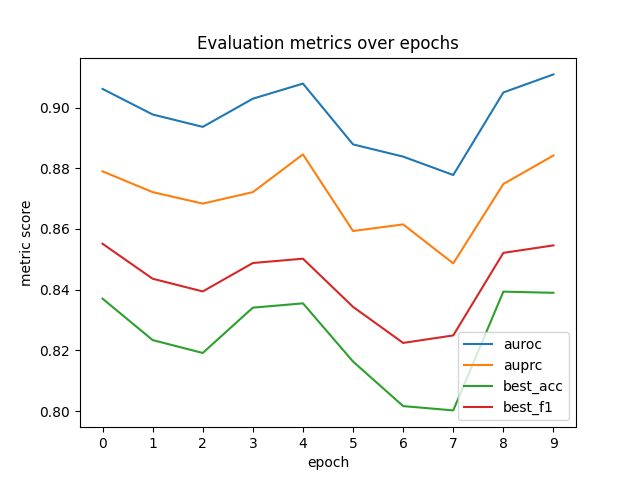 Evaluation metrics over epochs
metric score
0.90
0.88
0.86
0.84
0.82
0.80
auroc
auprc
best_acc
best_f1
0 1 2 3 4 5 6 7 8 9
epoch